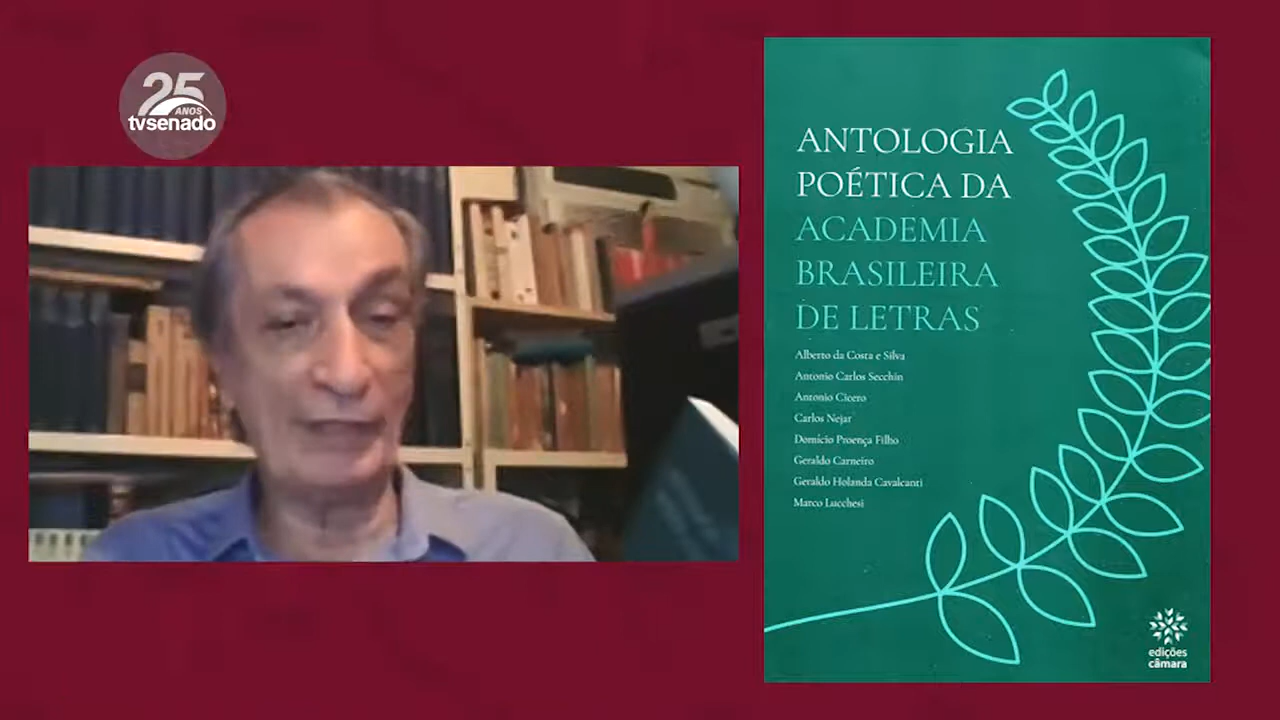 25
ANOS
tvsenado
ANTOLOGIA
POÉTICA DA
ACADEMIA
BRASILEIRA
DE LETRAS
Alberto da Costa e Silva
Antonio Carlos Secchin
Antonio Cicero
Carlos Nejar
Domício Proença Filho
Geraldo Carneiro
Geraldo Holanda Cavalcanti
Marco Lucchesi
edições
câmara